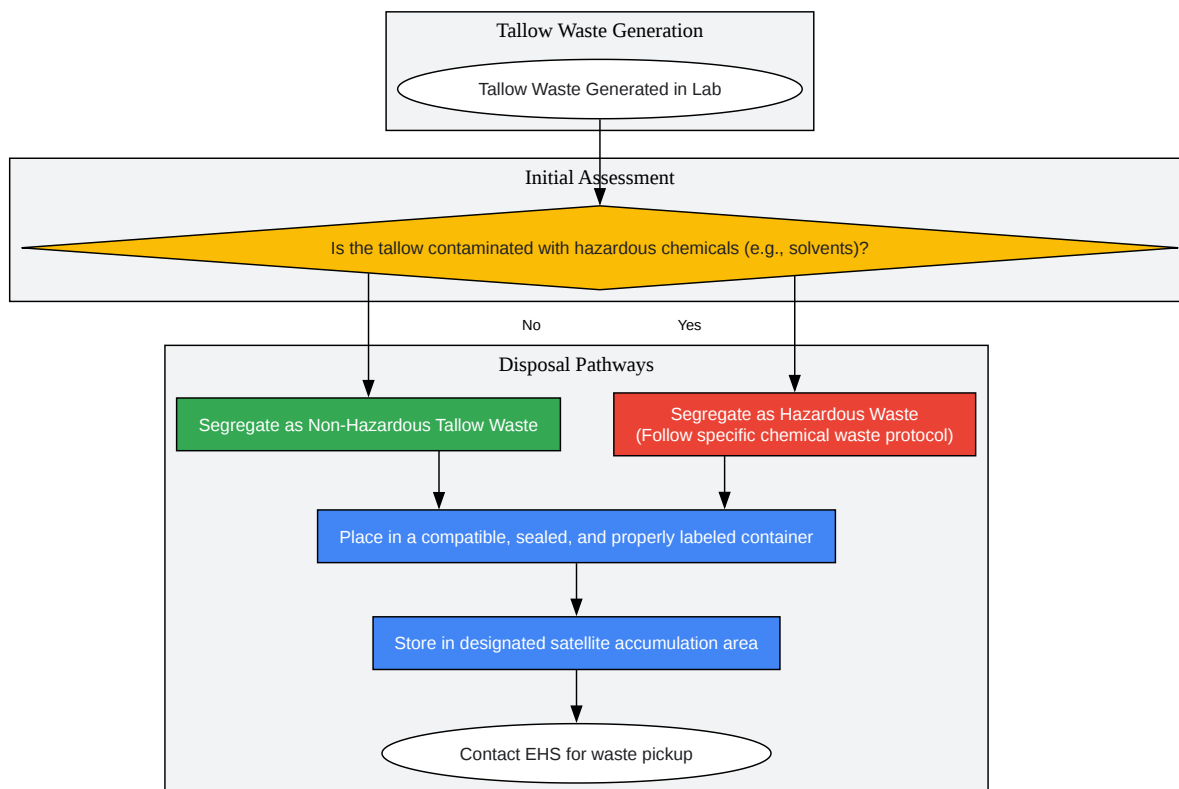 Tallow Waste Generation
Tallow Waste Generated in Lab
Initial Assessment
Is the tallow contaminated with hazardous chemicals (e.g., solvents)?
No
Yes
Disposal Pathways
Segregate as Non-Hazardous Tallow Waste
Segregate as Hazardous Waste
(Follow specific chemical waste protocol)
Place in a compatible, sealed, and properly labeled container
Store in designated satellite accumulation area
Contact EHS for waste pickup